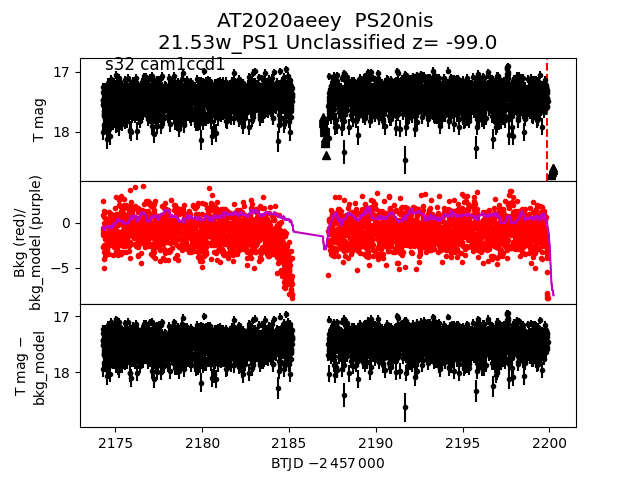 AT2020aeey  PS20nis
21.53w_PS1 Unclassified z= -99.0
s32 cam1ccd1
17
18
T mag
0
−5
Bkg (red)/
bkg_model (purple)
17
18
T mag −
bkg_model
2175
2180
2185
2190
2195
2200
BTJD −2 457 000